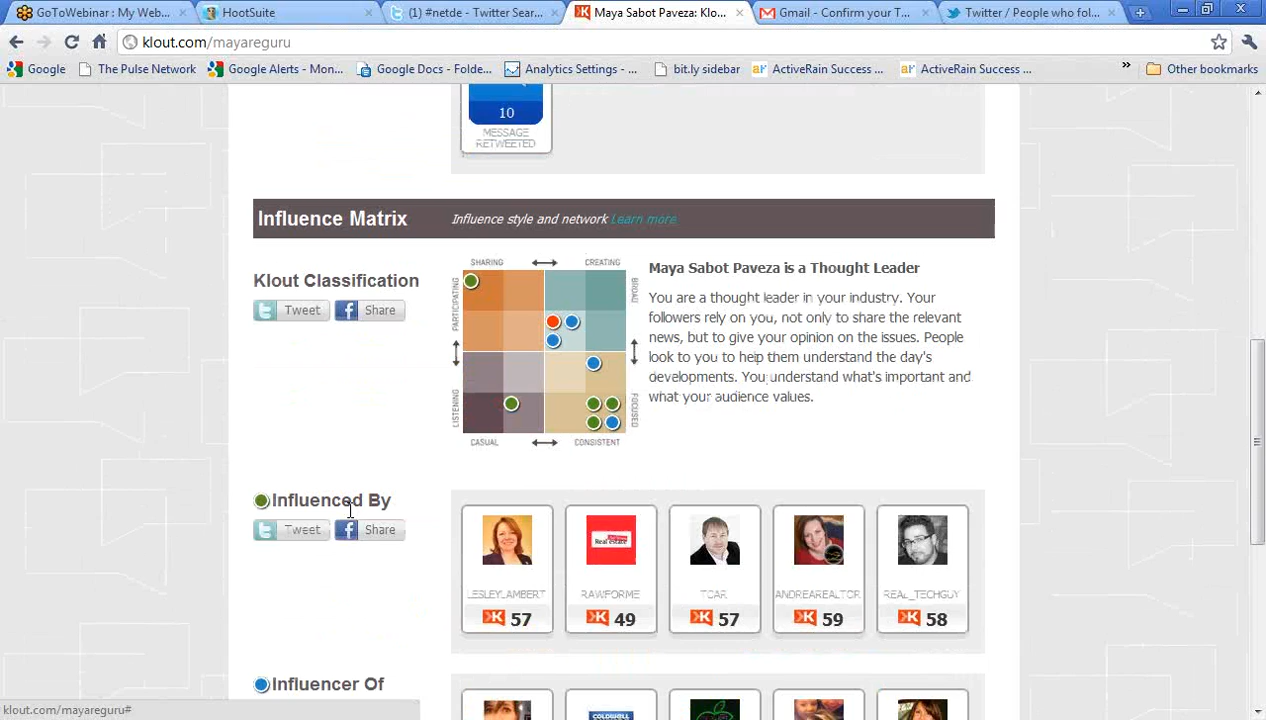 GoToWebinar : My Web...
HootSuite
(1) #netde - Twitter Sear...
Maya Sabot Paveza: Klo...
Gmail - Confirm your T...
Twitter / People who fol...
klout.com/mayareguru
Google
The Pulse Network
Google Alerts - Mon...
Google Docs - Folde...
Analytics Settings - ...
bit.ly sidebar
ActiveRain Success ...
ActiveRain Success ...
Other bookmarks
10
MESSAGE
RETWEETED
Influence Matrix
Influence style and network Learn more
SHARING
CREATING
PARTICIPATING
BROAD
LISTENING
FOCUSED
CASUAL
CONSISTENT
Klout Classification
Tweet
Share
Maya Sabot Paveza is a Thought Leader
You are a thought leader in your industry. Your
followers rely on you, not only to share the relevant
news, but to give your opinion on the issues. People
look to you to help them understand the day's
developments. You understand what's important and
what your audience values.
Influenced By
Tweet
Share
LESLEYLAMBERT
RAWFORME
TCAR
ANDREAREALTOR
REAL_TECHGUY
57
49
57
59
58
Influencer Of
COLDWELL
klout.com/mayareguru#